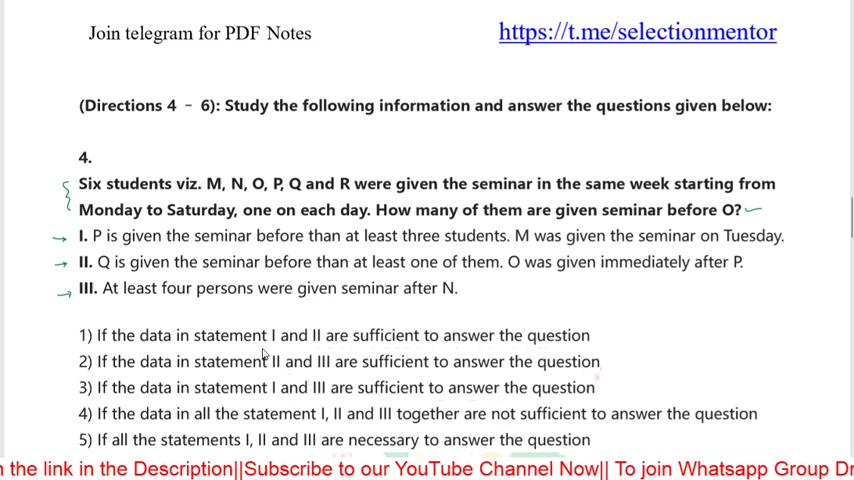 Join telegram for PDF Notes https://t.me/selectionmentor
(Directions 4 - 6): Study the following information and answer the questions given below:
4.
Six students viz. M, N, O, P, Q and R were given the seminar in the same week starting from
Monday to Saturday, one on each day. How many of them are given seminar before O?
I. P is given the seminar before than at least three students. M was given the seminar on Tuesday.
II. Q is given the seminar before than at least one of them. O was given immediately after P.
III. At least four persons were given seminar after N.
1) If the data in statement I and II are sufficient to answer the question
2) If the data in statement II and III are sufficient to answer the question
3) If the data in statement I and III are sufficient to answer the question
4) If the data in all the statement I, II and III together are not sufficient to answer the question
5) If all the statements I, II and III are necessary to answer the question
the link in the Description||Subscribe to our YouTube Channel Now|| To join Whatsapp Group